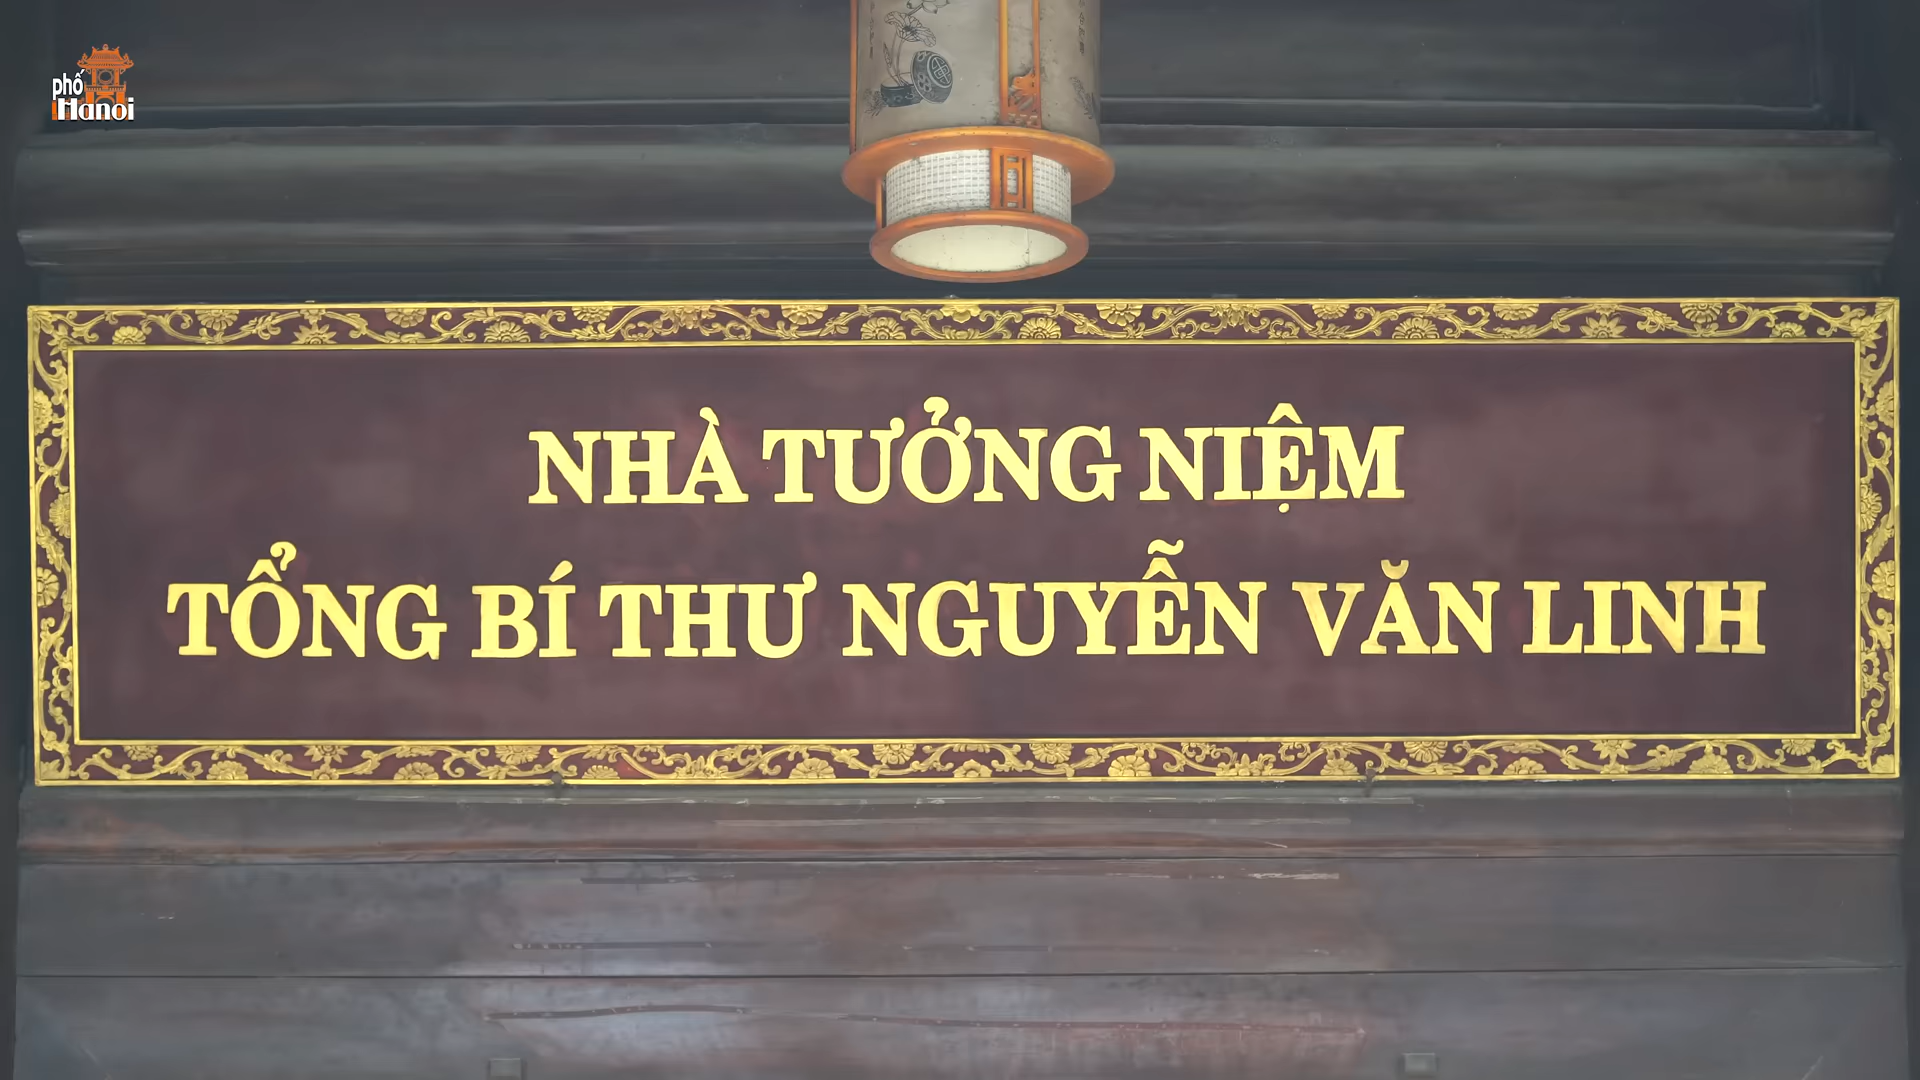 phố
Hanoi
NHÀ TƯỞNG NIỆM
TỔNG BÍ THƯ NGUYỄN VĂN LINH